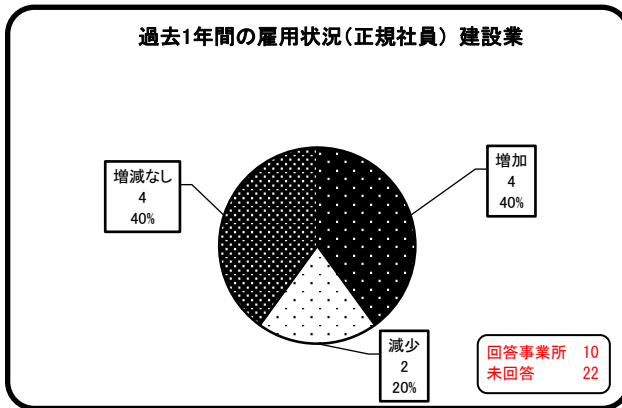 過去1年間の雇用状況(正規社員) 建設業
増減なし
4
40%
増加
4
40%
減少
2
20%
回答事業所 10
未回答 22